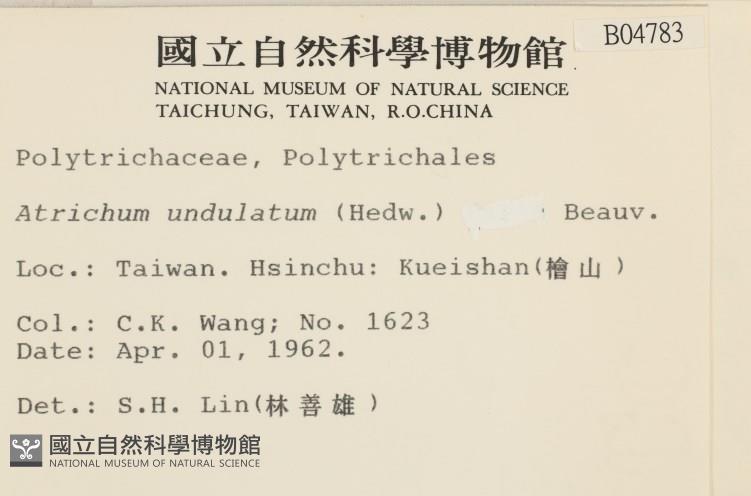 B04783
國立自然科學博物館
NATIONAL MUSEUM OF NATURAL SCIENCE
TAICHUNG, TAIWAN, R.O.CHINA
Polytrichaceae, Polytrichales
Atrichum undulatum (Hedw.) Beauv.
Loc.: Taiwan. Hsinchu: Kueishan(檜山)
Col.: C.K. Wang; No. 1623
Date: Apr. 01, 1962.
Det.: S.H. Lin(林善雄)
國立自然科學博物館
NATIONAL MUSEUM OF NATURAL SCIENCE